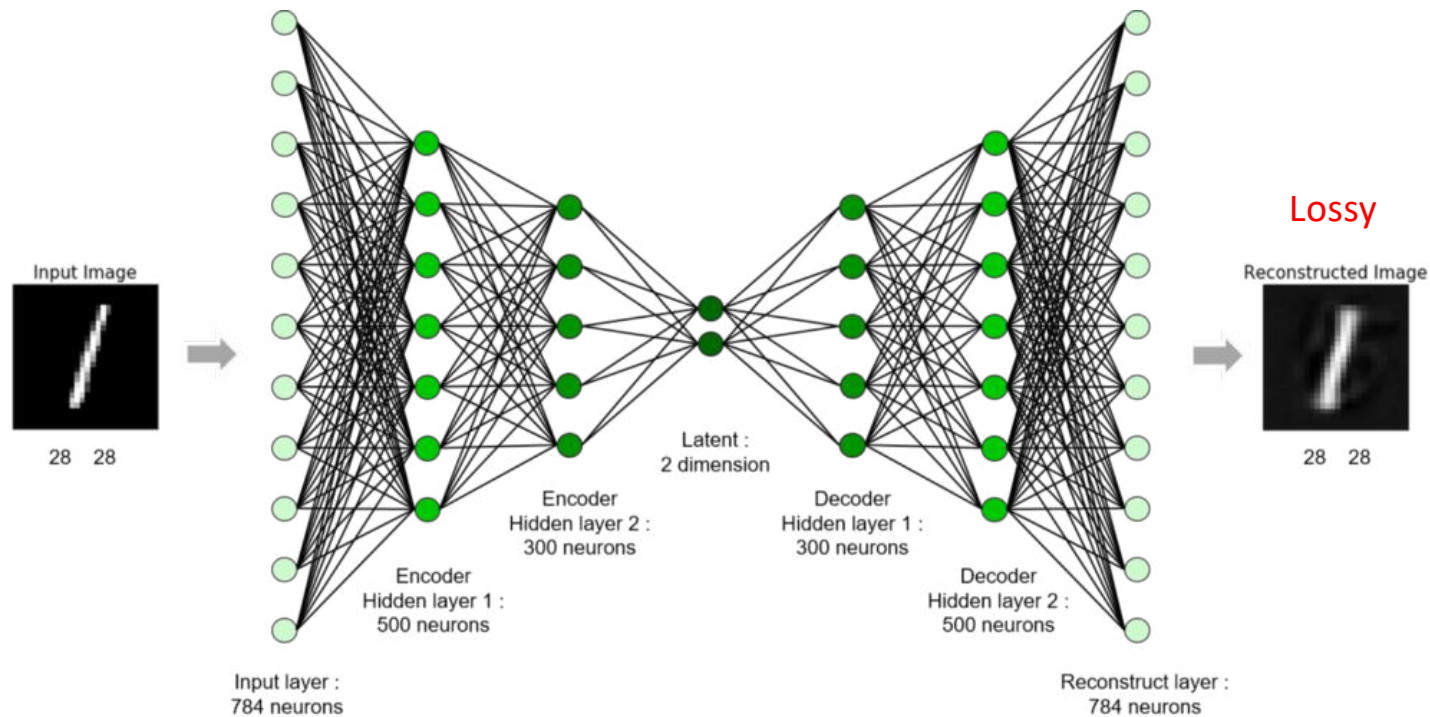 Lossy
Input Image
Reconstructed Image
28 28
28 28
Latent :
2 dimension
Encoder
Hidden layer 2 :
300 neurons
Decoder
Hidden layer 1 :
300 neurons
Encoder
Hidden layer 1 :
500 neurons
Decoder
Hidden layer 2 :
500 neurons
Input layer :
784 neurons
Reconstruct layer :
784 neurons